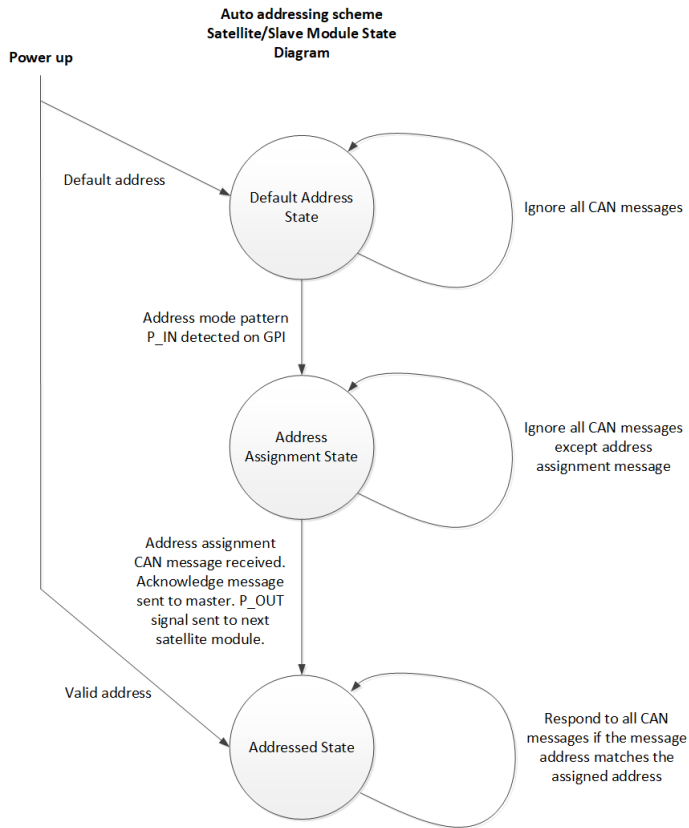 Auto addressing scheme
Satellite/Slave Module State
Diagram
Power up
Default address
Default Address
State
Ignore all CAN messages
Address mode pattern
P_IN detected on GPI
Address
Assignment State
Ignore all CAN messages
except address
assignment message
Address assignment
CAN message received.
Acknowledge message
sent to master. P_OUT
signal sent to next
satellite module.
Valid address
Addressed State
Respond to all CAN
messages if the message
address matches the
assigned address